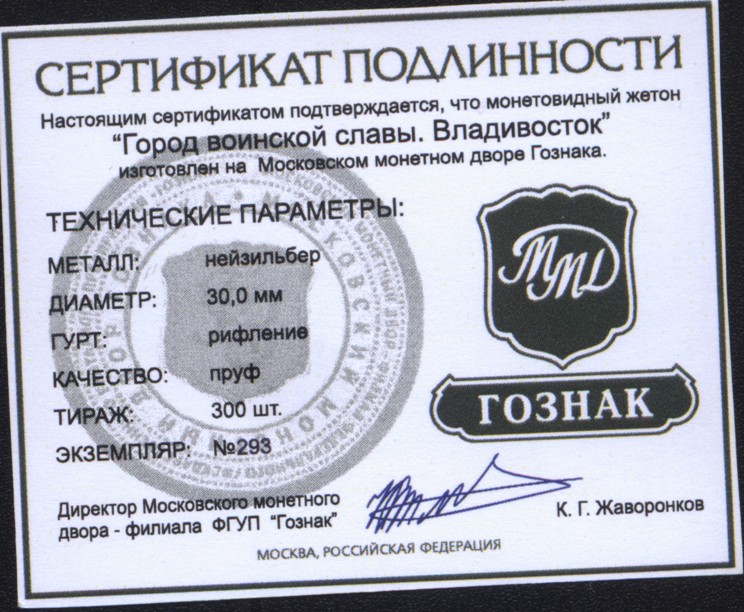 СЕРТИФИКАТ ПОДЛИННОСТИ
Настоящим сертификатом подтверждается, что монетовидный жетон
"Город воинской славы. Владивосток"
изготовлен на Московском монетном дворе Гознака.
ТЕХНИЧЕСКИЕ ПАРАМЕТРЫ:
МЕТАЛЛ: нейзильбер
ДИАМЕТР: 30,0 мм
ГУРТ: рифление
КАЧЕСТВО: пруф
ТИРАЖ: 300 шт.
ЭКЗЕМПЛЯР: №293
ММД
ГОЗНАК
Директор Московского монетного
двора - филиала ФГУП "Гознак"
К. Г. Жаворонков
МОСКВА, РОССИЙСКАЯ ФЕДЕРАЦИЯ